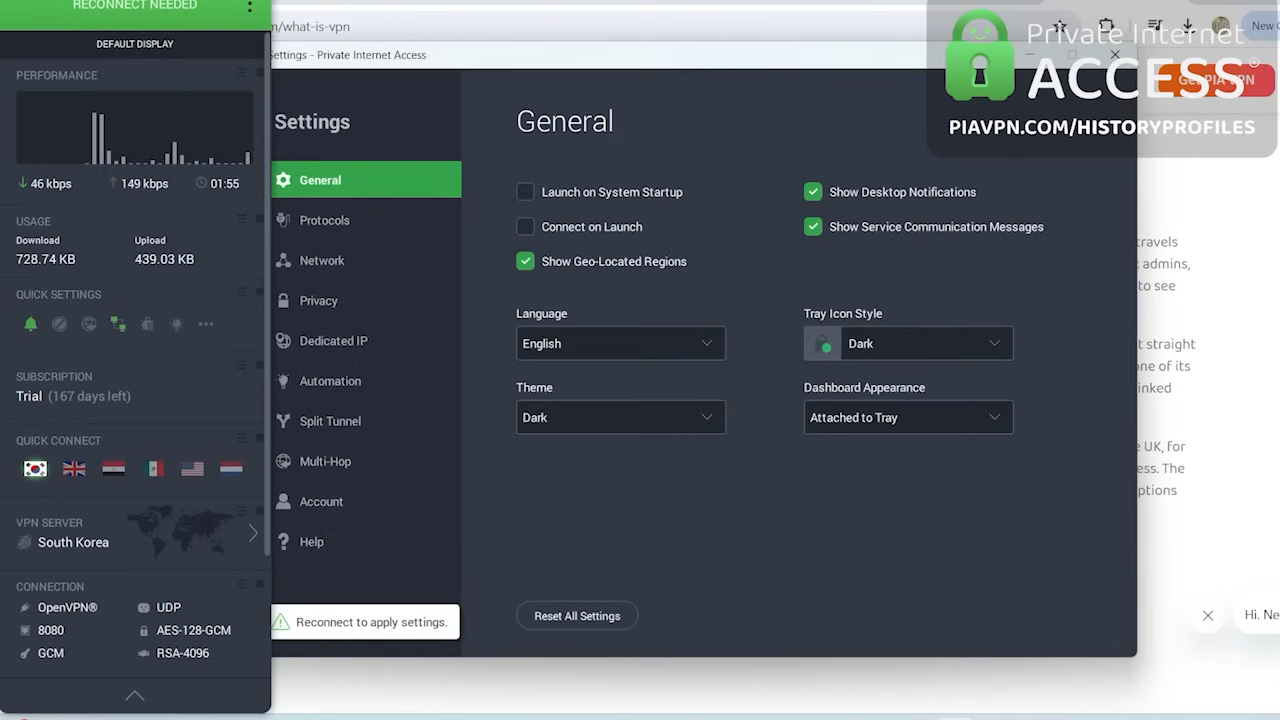 RECONNECT NEEDED
DEFAULT DISPLAY
PERFORMANCE
46 kbps
149 kbps
01:55
USAGE
Download
Upload
728.74 KB
439.03 KB
QUICK SETTINGS
SUBSCRIPTION
Trial (167 days left)
QUICK CONNECT
VPN SERVER
South Korea
CONNECTION
OpenVPN®
UDP
8080
AES-128-GCM
GCM
RSA-4096
/what-is-vpn
Settings - Private Internet Access
Settings
General
Protocols
Network
Privacy
Dedicated IP
Automation
Split Tunnel
Multi-Hop
Account
Help
Reconnect to apply settings.
General
Launch on System Startup
Connect on Launch
Show Geo-Located Regions
Show Desktop Notifications
Show Service Communication Messages
Language
English
Theme
Dark
Tray Icon Style
Dark
Dashboard Appearance
Attached to Tray
Reset All Settings
Private Internet
ACCESS®
PIAVPN.COM/HISTORYPROFILES
Get PIA VPN
New
travels
admins,
to see
t straight
one of its
inked
e UK, for
ess. The
ptions
Hi. Ne